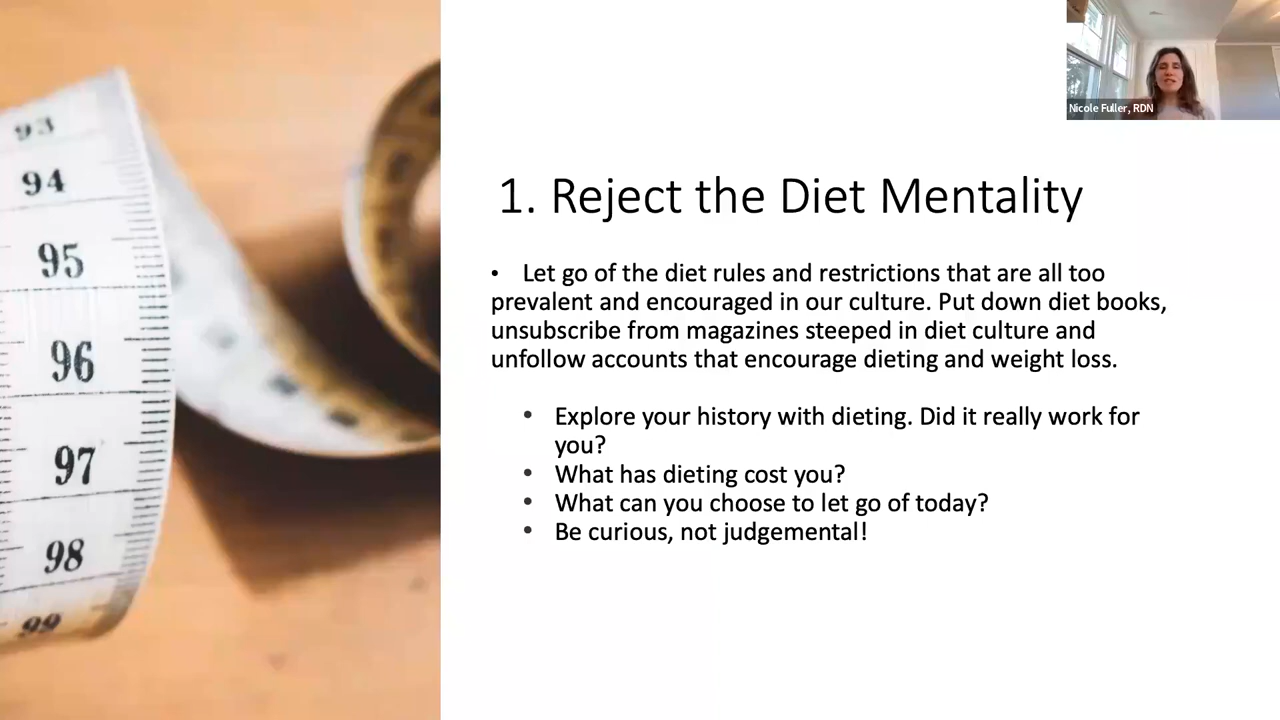 93
94
95
96
97
98
99
Nicole Fuller, RDN
1. Reject the Diet Mentality
• Let go of the diet rules and restrictions that are all too
prevalent and encouraged in our culture. Put down diet books,
unsubscribe from magazines steeped in diet culture and
unfollow accounts that encourage dieting and weight loss.
• Explore your history with dieting. Did it really work for
you?
• What has dieting cost you?
• What can you choose to let go of today?
• Be curious, not judgemental!